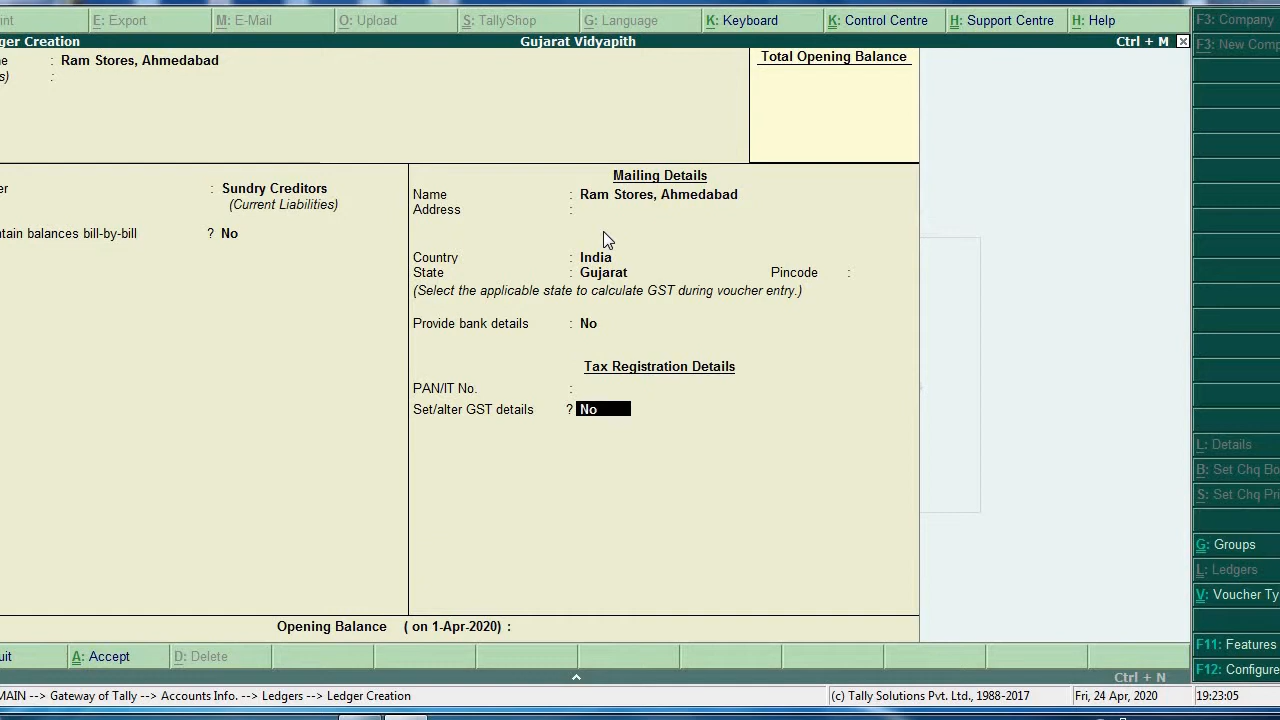 int E: Export M: E-Mail O: Upload S: TallyShop G: Language K: Keyboard K: Control Centre H: Support Centre H: Help F3: Company
ger Creation Gujarat Vidyapith Ctrl + M F3: New Comp
e : Ram Stores, Ahmedabad Total Opening Balance
s) :
Mailing Details
er : Sundry Creditors
(Current Liabilities)
tain balances bill-by-bill ? No
Name : Ram Stores, Ahmedabad
Address :
Country : India
State : Gujarat Pincode :
(Select the applicable state to calculate GST during voucher entry.)
Provide bank details : No
Tax Registration Details
PAN/IT No. :
Set/alter GST details ? No
L: Details
B: Set Chq Bo
S: Set Chq Pri
G: Groups
L: Ledgers
V: Voucher Ty
F11: Features
F12: Configure
Opening Balance ( on 1-Apr-2020) :
uit A: Accept D: Delete
Ctrl + N
MAIN --> Gateway of Tally --> Accounts Info. --> Ledgers --> Ledger Creation (c) Tally Solutions Pvt. Ltd., 1988-2017 Fri, 24 Apr, 2020 19:23:05